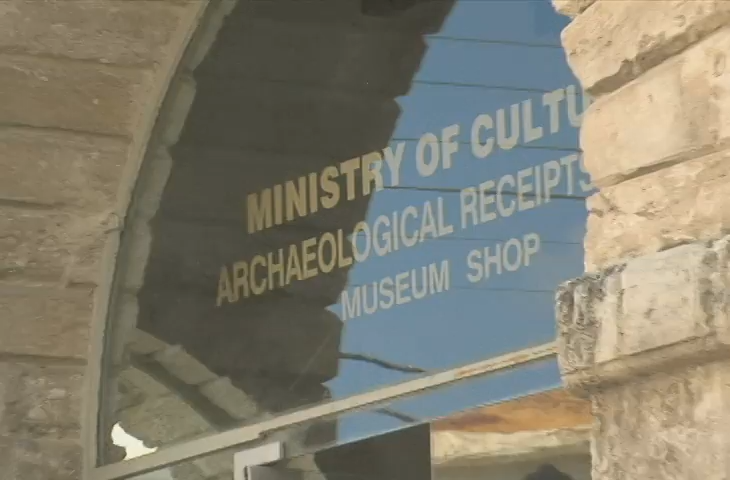 MINISTRY OF CULTU
ARCHAEOLOGICAL RECEIPTS
MUSEUM SHOP